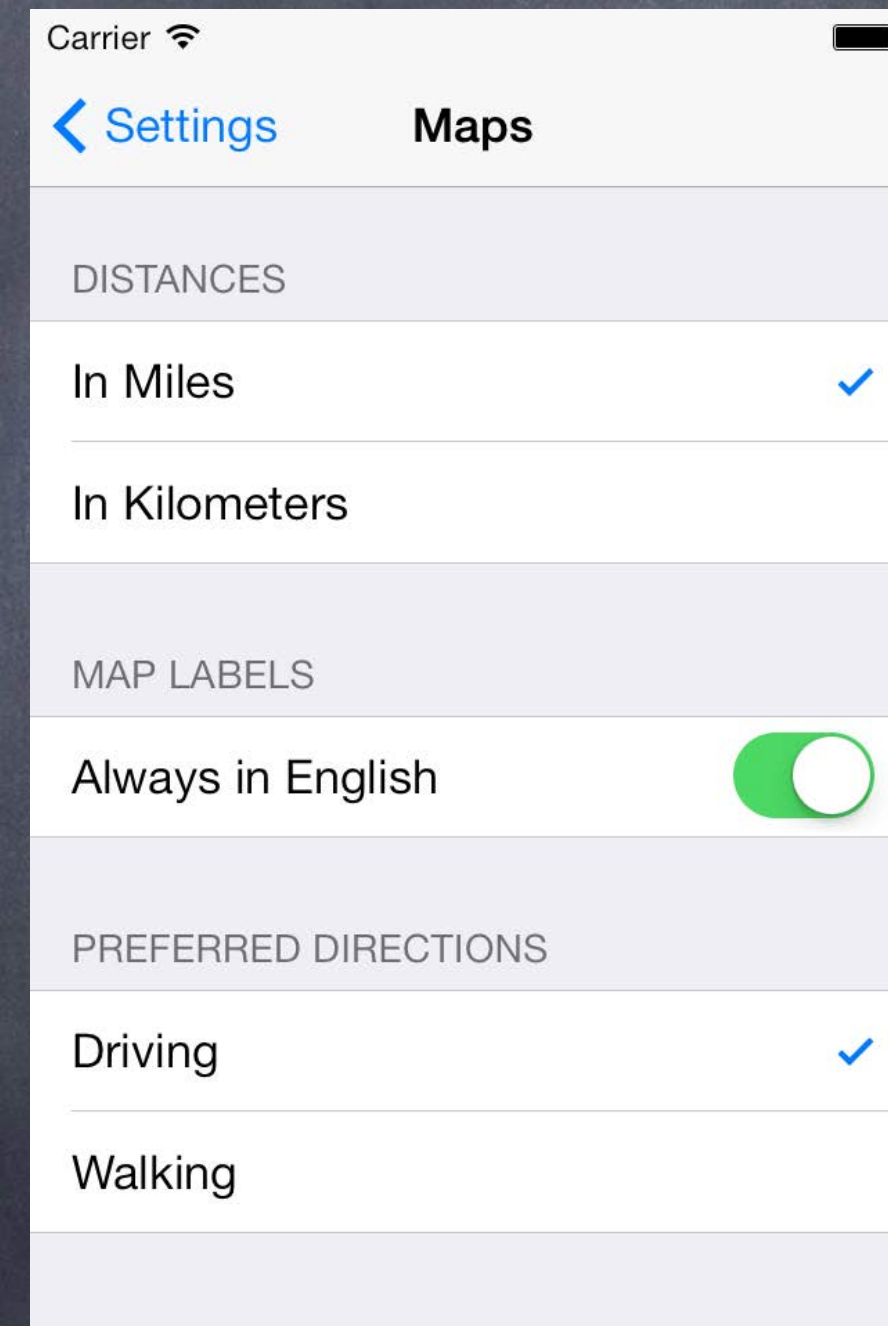 Carrier
Settings
Maps
DISTANCES
In Miles
In Kilometers
MAP LABELS
Always in English
PREFERRED DIRECTIONS
Driving
Walking